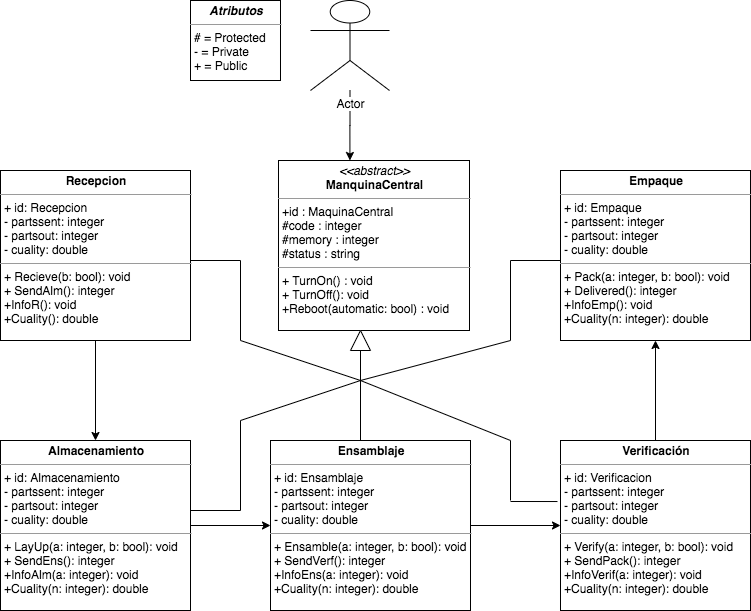 Atributos
# = Protected
- = Private
+ = Public
Actor
Recepcion
+ id: Recepcion
- partssent: integer
- partsout: integer
- cuality: double
+ Recieve(b: bool): void
+ SendAlm(): integer
+InfoR(): void
+Cuality(): double
<<abstract>>
ManquinaCentral
+id : MaquinaCentral
#code : integer
#memory : integer
#status : string
+ TurnOn() : void
+ TurnOff(): void
+Reboot(automatic: bool) : void
Empaque
+ id: Empaque
- partssent: integer
- partsout: integer
- cuality: double
+ Pack(a: integer, b: bool): void
+ Delivered(): integer
+InfoEmp(): void
+Cuality(n: integer): double
Almacenamiento
+ id: Almacenamiento
- partssent: integer
- partsout: integer
- cuality: double
+ LayUp(a: integer, b: bool): void
+ SendEns(): integer
+InfoAlm(a: integer): void
+Cuality(n: integer): double
Ensamblaje
+ id: Ensamblaje
- partssent: integer
- partsout: integer
- cuality: double
+ Ensamble(a: integer, b: bool): void
+ SendVerf(): integer
+InfoEns(a: integer): void
+Cuality(n: integer): double
Verificación
+ id: Verificacion
- partssent: integer
- partsout: integer
- cuality: double
+ Verify(a: integer, b: bool): void
+ SendPack(): integer
+InfoVerif(a: integer): void
+Cuality(n: integer): double